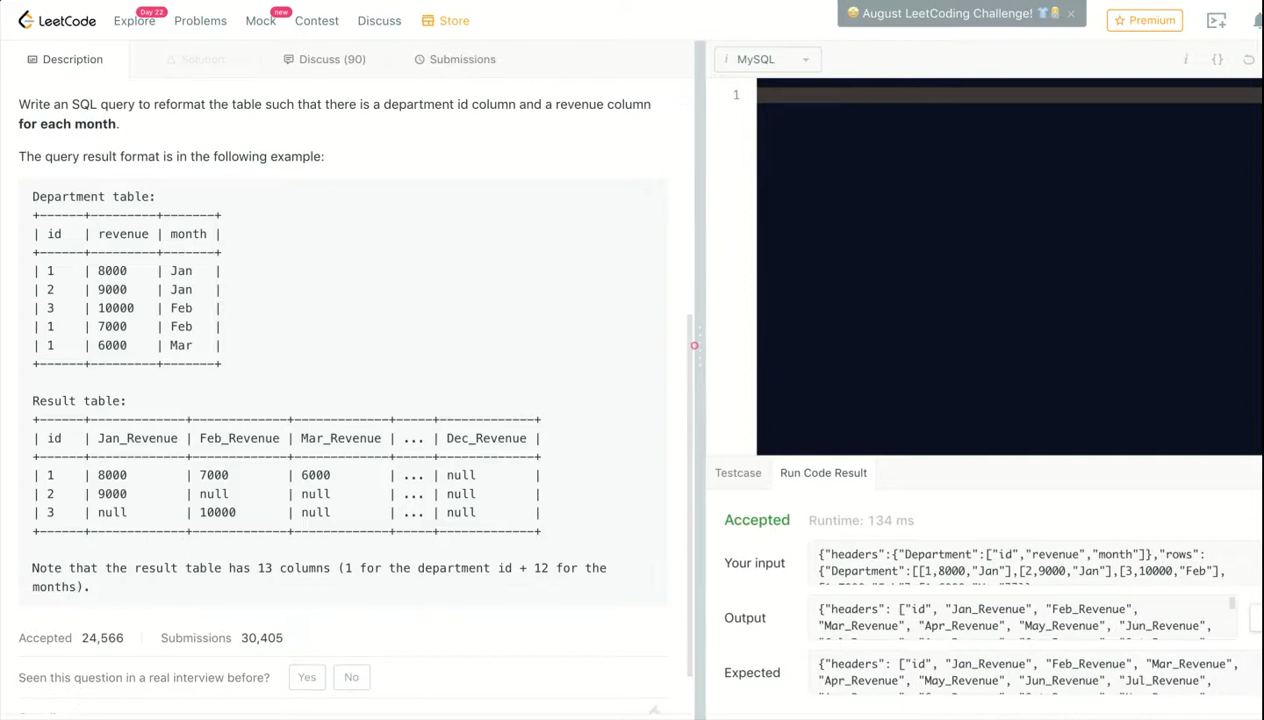 LeetCode
Explore
Day 22
Problems
Mock
new
Contest
Discuss
Store
August LeetCoding Challenge!
×
Premium
Description
Solution
Discuss (90)
Submissions
i MySQL
i {}
Write an SQL query to reformat the table such that there is a department id column and a revenue column
for each month.
The query result format is in the following example:
Department table:
+------+---------+-------+
| id   | revenue | month |
+------+---------+-------+
| 1    | 8000    | Jan   |
| 2    | 9000    | Jan   |
| 3    | 10000   | Feb   |
| 1    | 7000    | Feb   |
| 1    | 6000    | Mar   |
+------+---------+-------+
Result table:
+------+-------------+-------------+-------------+-----+-------------+
| id   | Jan_Revenue | Feb_Revenue | Mar_Revenue | ... | Dec_Revenue |
+------+-------------+-------------+-------------+-----+-------------+
| 1    | 8000        | 7000        | 6000        | ... | null        |
| 2    | 9000        | null        | null        | ... | null        |
| 3    | null        | 10000       | null        | ... | null        |
+------+-------------+-------------+-------------+-----+-------------+
Note that the result table has 13 columns (1 for the department id + 12 for the
months).
Accepted 24,566
Submissions 30,405
Seen this question in a real interview before?
Yes
No
1
Testcase
Run Code Result
Accepted
Runtime: 134 ms
Your input
{"headers":{"Department":["id","revenue","month"]},"rows":
{"Department":[[1,8000,"Jan"],[2,9000,"Jan"],[3,10000,"Feb"],
Output
{"headers": ["id", "Jan_Revenue", "Feb_Revenue",
"Mar_Revenue", "Apr_Revenue", "May_Revenue", "Jun_Revenue",
Expected
{"headers": ["id", "Jan_Revenue", "Feb_Revenue", "Mar_Revenue",
"Apr_Revenue", "May_Revenue", "Jun_Revenue", "Jul_Revenue",